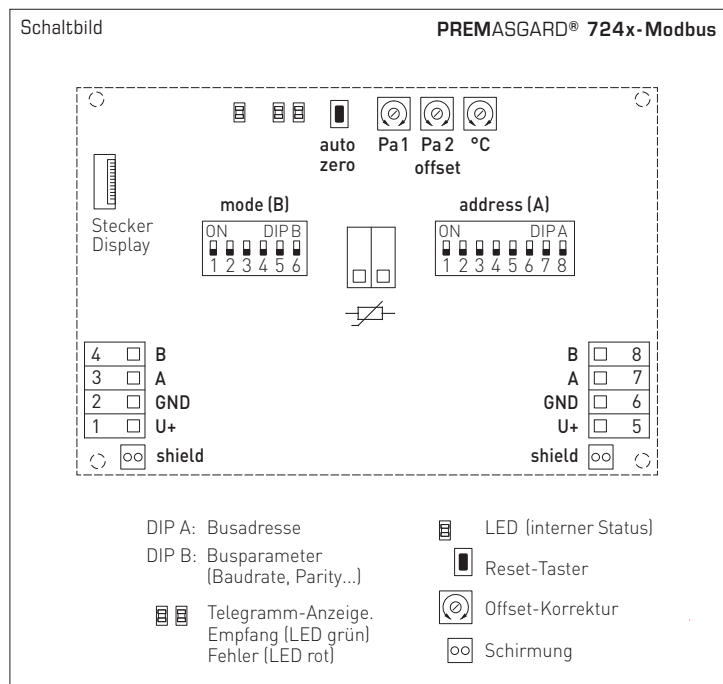 Schaltbild
PREMASGARD® 724x-Modbus
auto
zero
Pa 1 Pa 2 °C
offset
Stecker
Display
mode (B)
ON DIP B
1 2 3 4 5 6
address (A)
ON DIP A
1 2 3 4 5 6 7 8
4 B
3 A
2 GND
1 U+
shield
B 8
A 7
GND 6
U+ 5
shield
DIP A: Busadresse
DIP B: Busparameter
(Baudrate, Parity...)
Telegramm-Anzeige.
Empfang (LED grün)
Fehler (LED rot)
LED (interner Status)
Reset-Taster
Offset-Korrektur
Schirmung